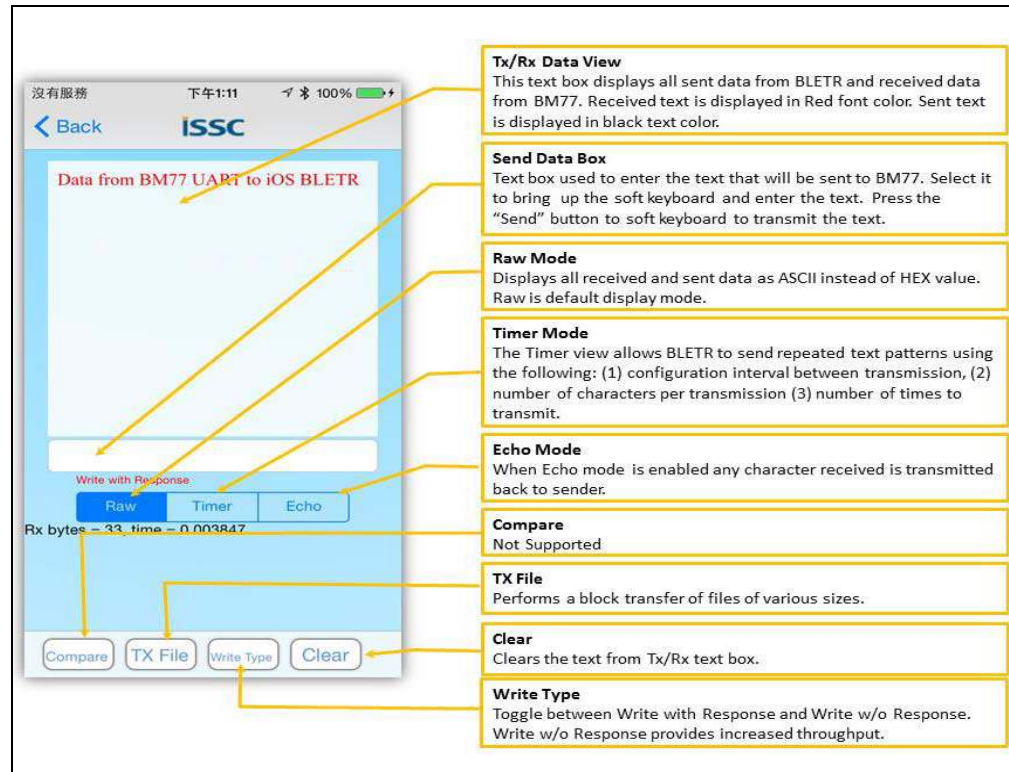 沒有服務 下午1:11 100%
Back ISSC
Data from BM77 UART to iOS BLETR
Write with Response
Raw Timer Echo
Rx bytes = 33, time = 0.003847
Compare TX File Write Type Clear
Tx/Rx Data View
This text box displays all sent data from BLETR and received data
from BM77. Received text is displayed in Red font color. Sent text
is displayed in black text color.
Send Data Box
Text box used to enter the text that will be sent to BM77. Select it
to bring up the soft keyboard and enter the text. Press the
“Send” button to soft keyboard to transmit the text.
Raw Mode
Displays all received and sent data as ASCII instead of HEX value.
Raw is default display mode.
Timer Mode
The Timer view allows BLETR to send repeated text patterns using
the following: (1) configuration interval between transmission, (2)
number of characters per transmission (3) number of times to
transmit.
Echo Mode
When Echo mode is enabled any character received is transmitted
back to sender.
Compare
Not Supported
TX File
Performs a block transfer of files of various sizes.
Clear
Clears the text from Tx/Rx text box.
Write Type
Toggle between Write with Response and Write w/o Response.
Write w/o Response provides increased throughput.